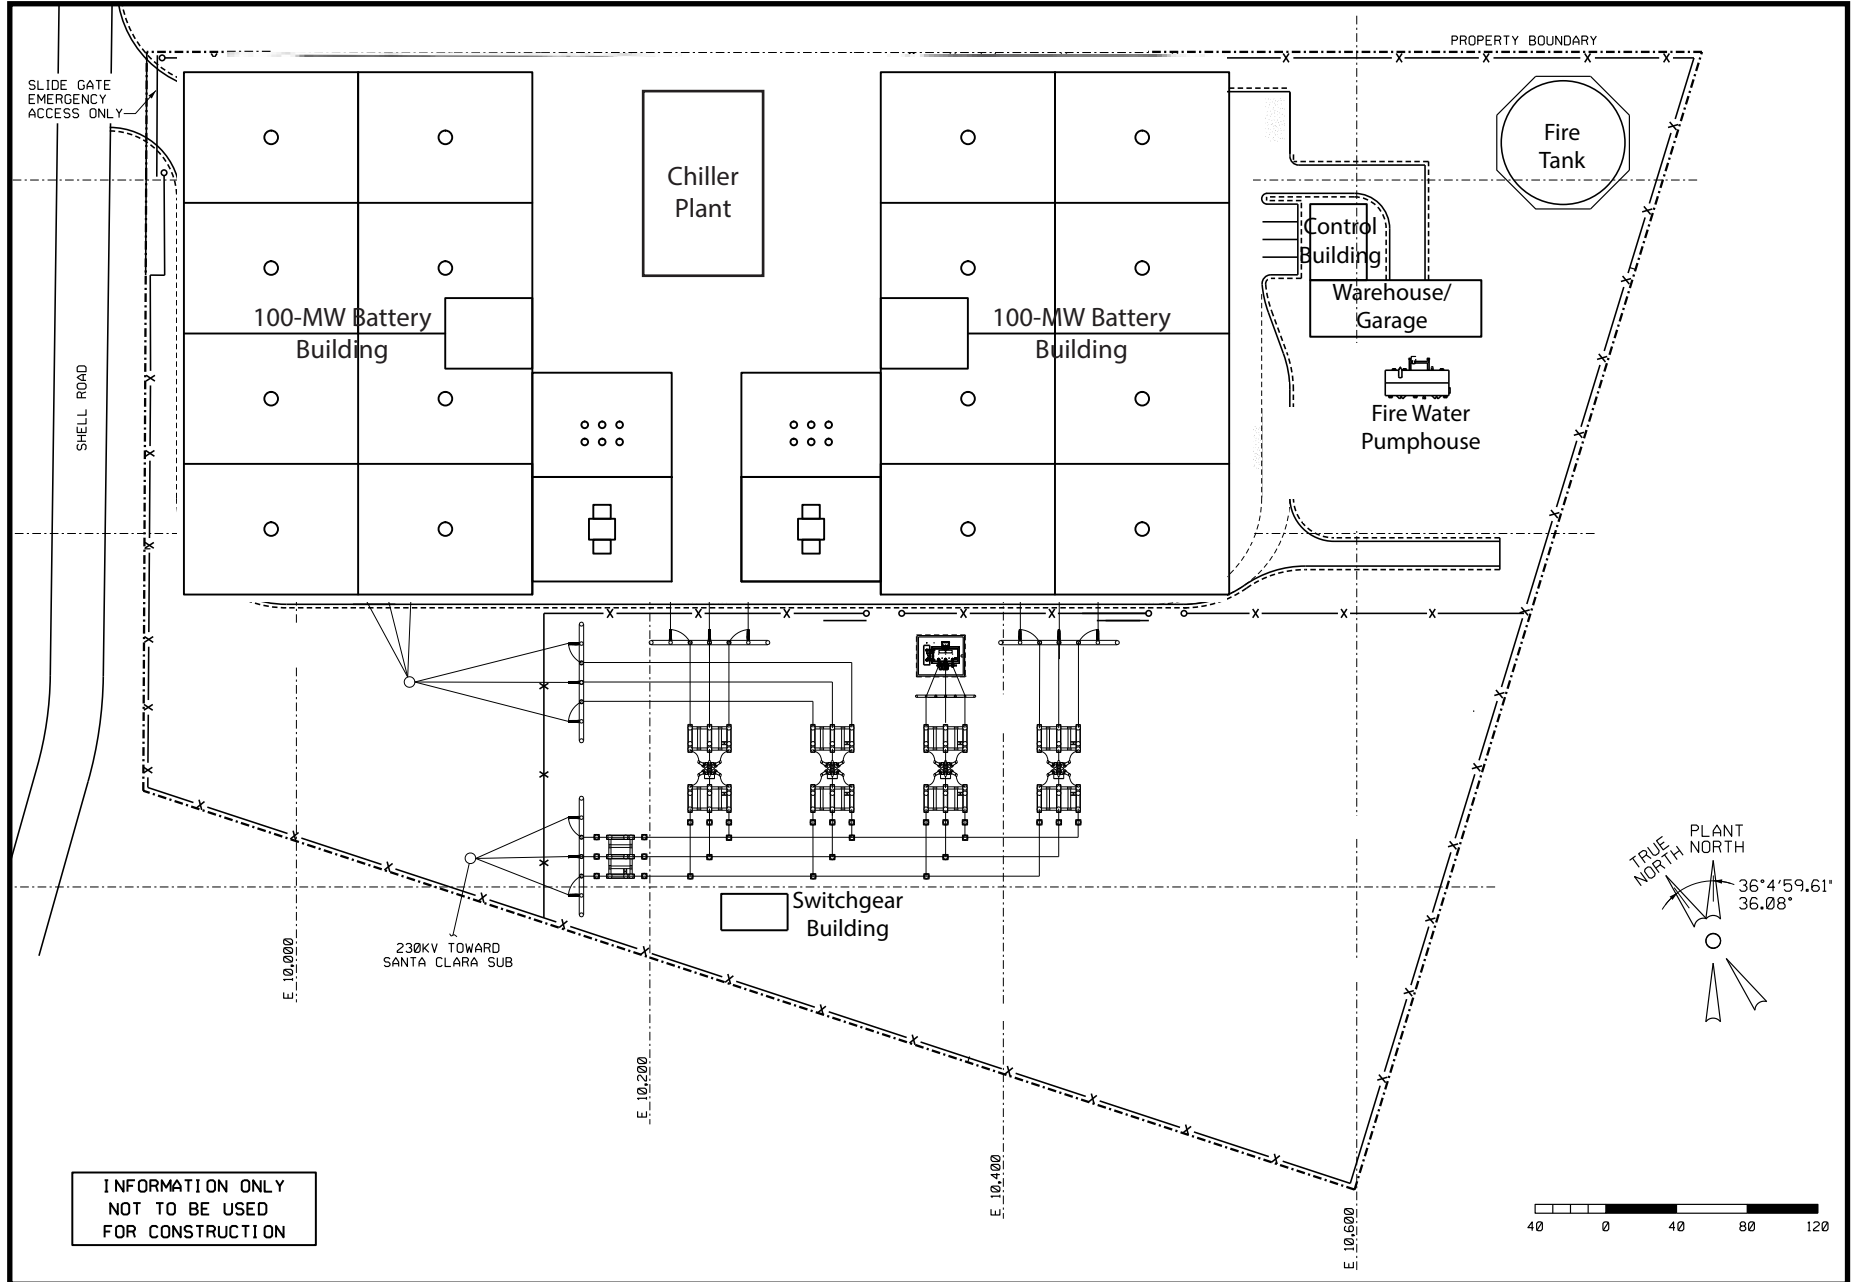 PROPERTY BOUNDARY
SLIDE GATE
EMERGENCY
ACCESS ONLY
Fire
Tank
Chiller
Plant
Control
Building
Warehouse/
Garage
100-MW Battery
Building
100-MW Battery
Building
SHELL ROAD
Fire Water
Pumphouse
Switchgear
Building
230KV TOWARD
SANTA CLARA SUB
TRUE
NORTH
PLANT
NORTH
36°4'59.61"
36.08°
E 10,000
E 10,200
E 10,400
E 10,600
INFORMATION ONLY
NOT TO BE USED
FOR CONSTRUCTION
40 0 40 80 120